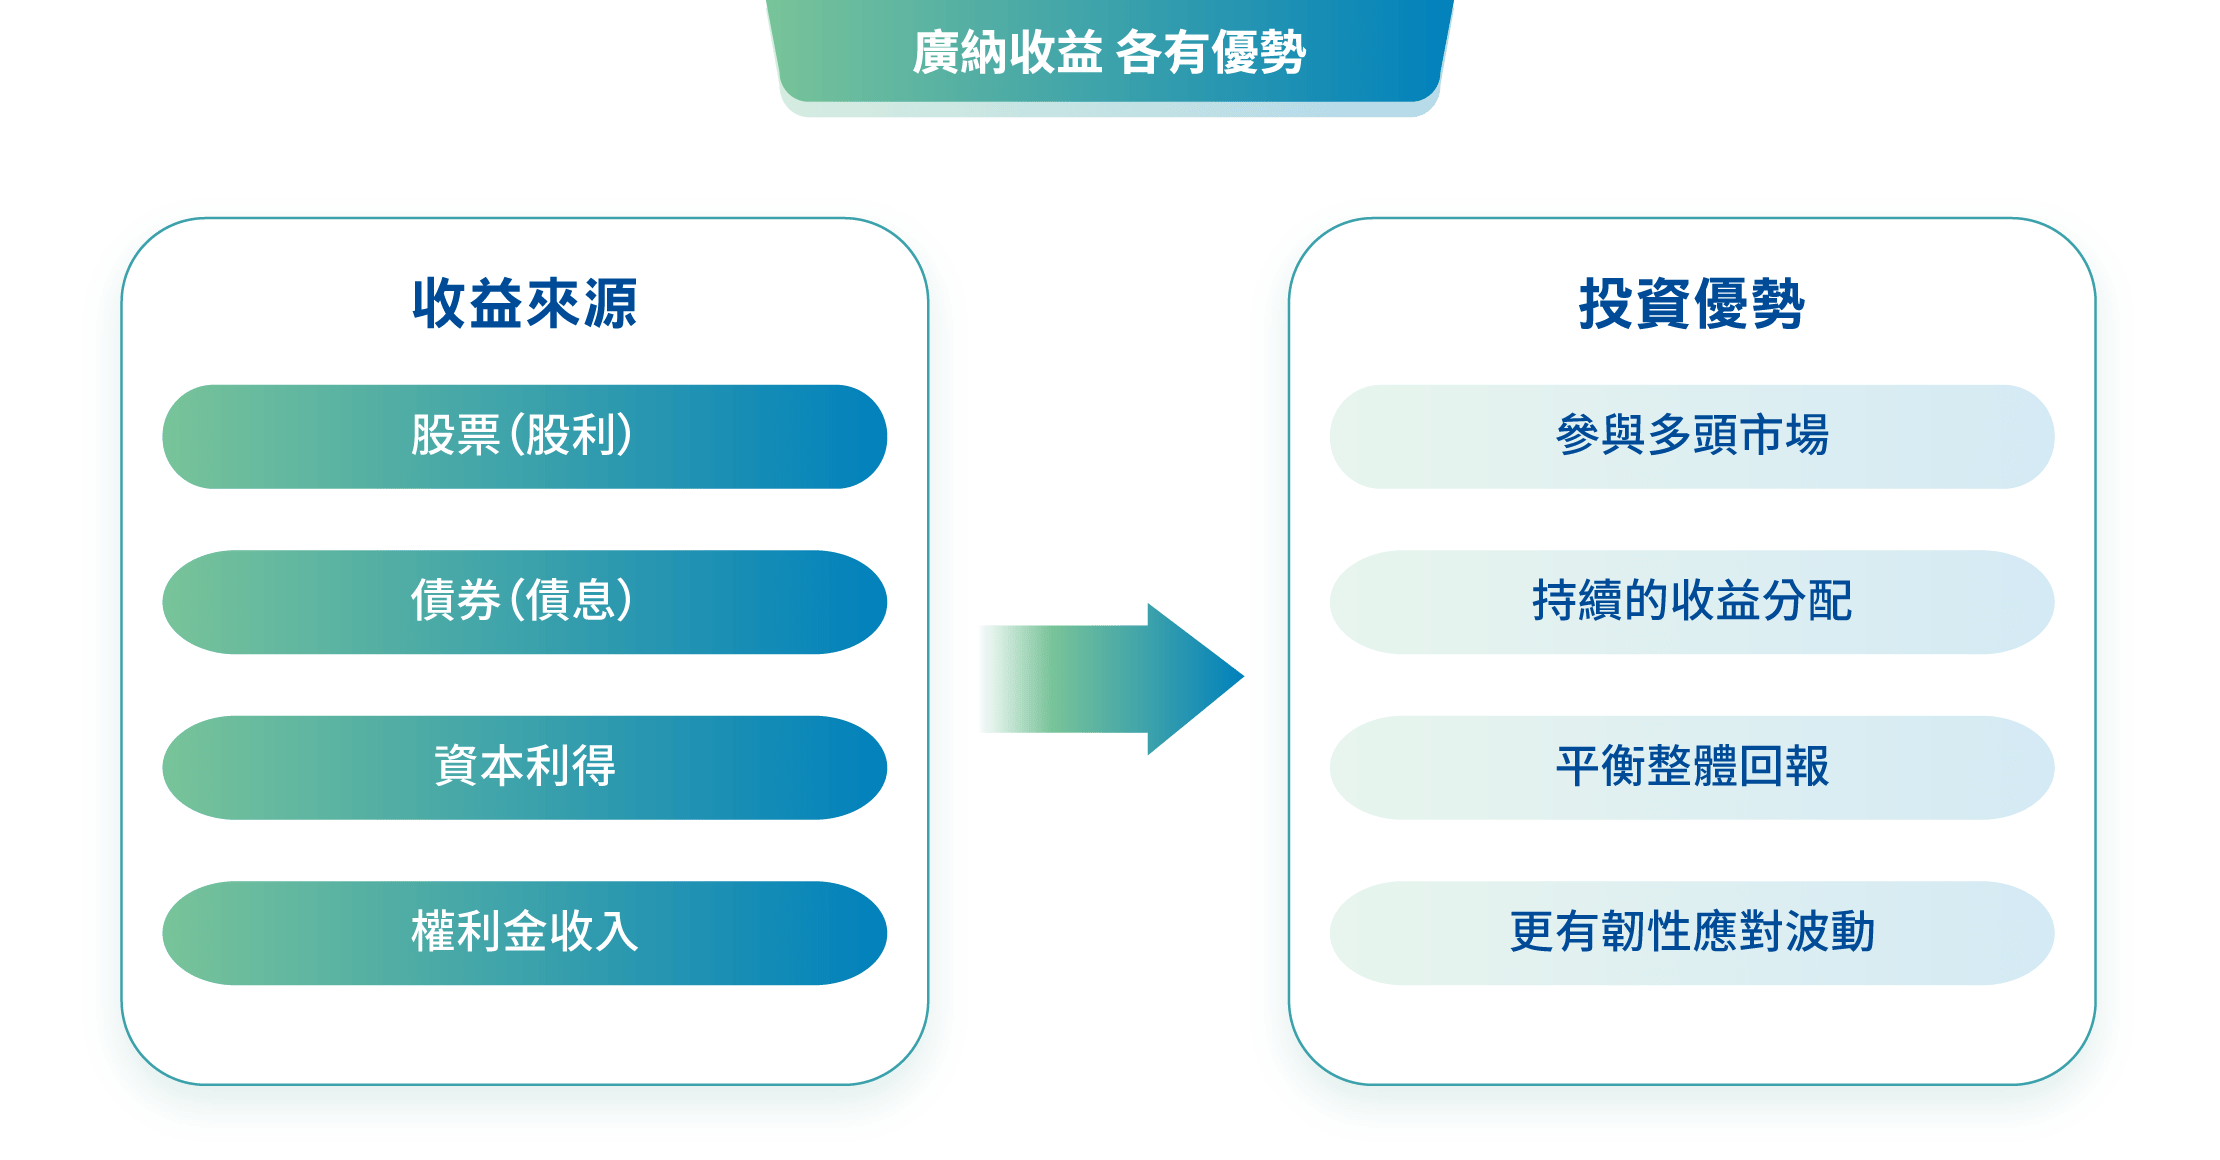 廣納收益 各有優勢
收益來源
股票（股利）
債券（債息）
資本利得
權利金收入
投資優勢
參與多頭市場
持續的收益分配
平衡整體回報
更有韌性應對波動